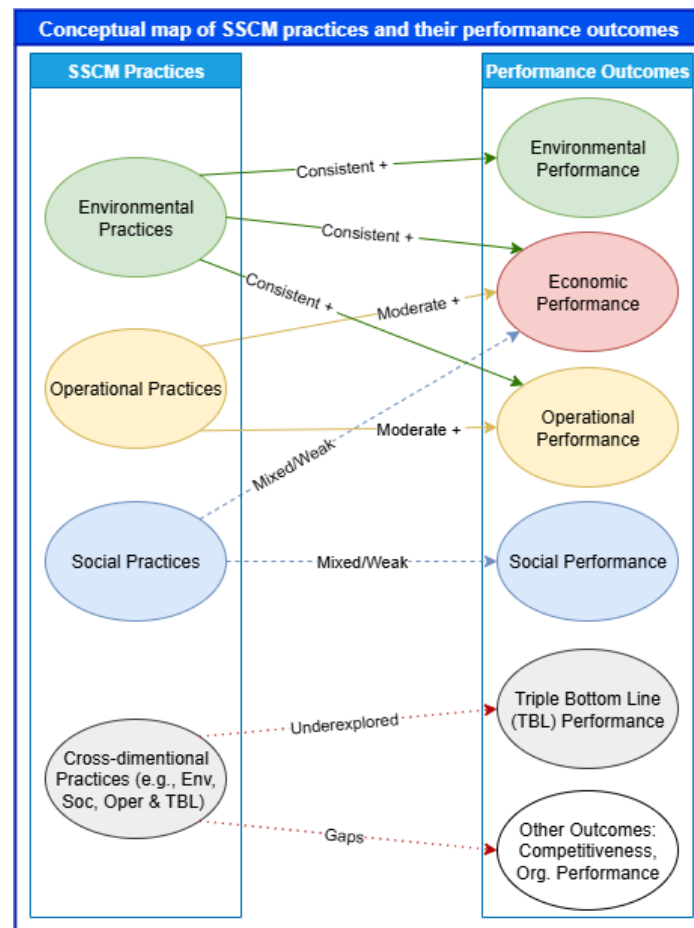 Conceptual map of SSCM practices and their performance outcomes
SSCM Practices
Performance Outcomes
Environmental
Practices
Consistent +
Environmental
Performance
Consistent +
Consistent +
Economic
Performance
Operational Practices
Moderate +
Moderate +
Operational
Performance
Social Practices
Mixed/Weak
Mixed/Weak
Social Performance
Cross-dimentional
Practices (e.g., Env,
Soc, Oper & TBL)
Underexplored
Triple Bottom Line
(TBL) Performance
Gaps
Other Outcomes:
Competitiveness,
Org. Performance